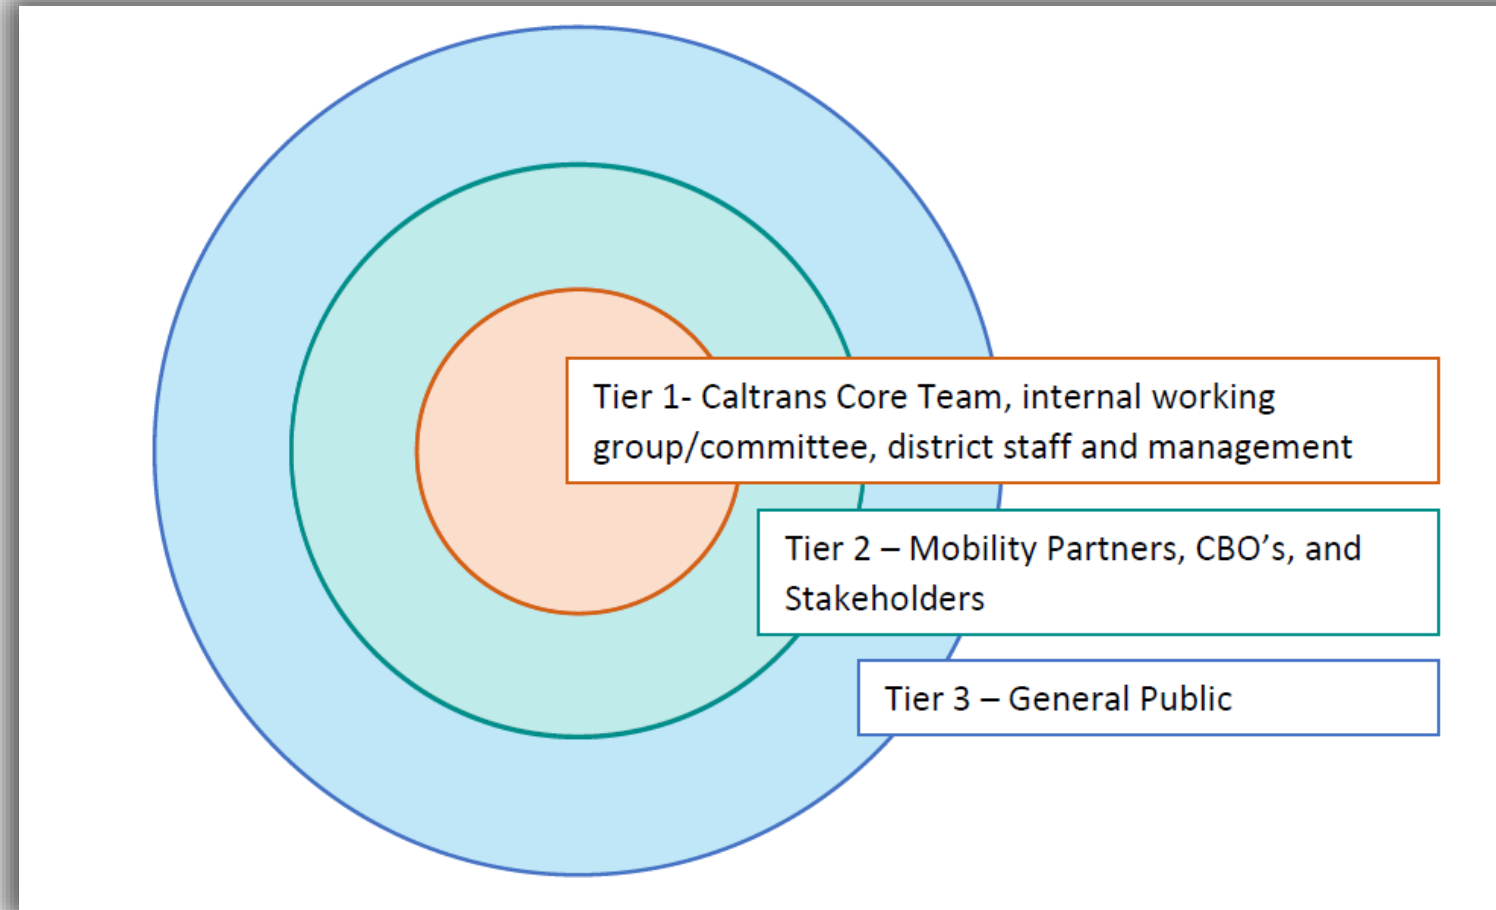 Tier 1- Caltrans Core Team, internal working
group/committee, district staff and management
Tier 2 – Mobility Partners, CBO’s, and
Stakeholders
Tier 3 – General Public